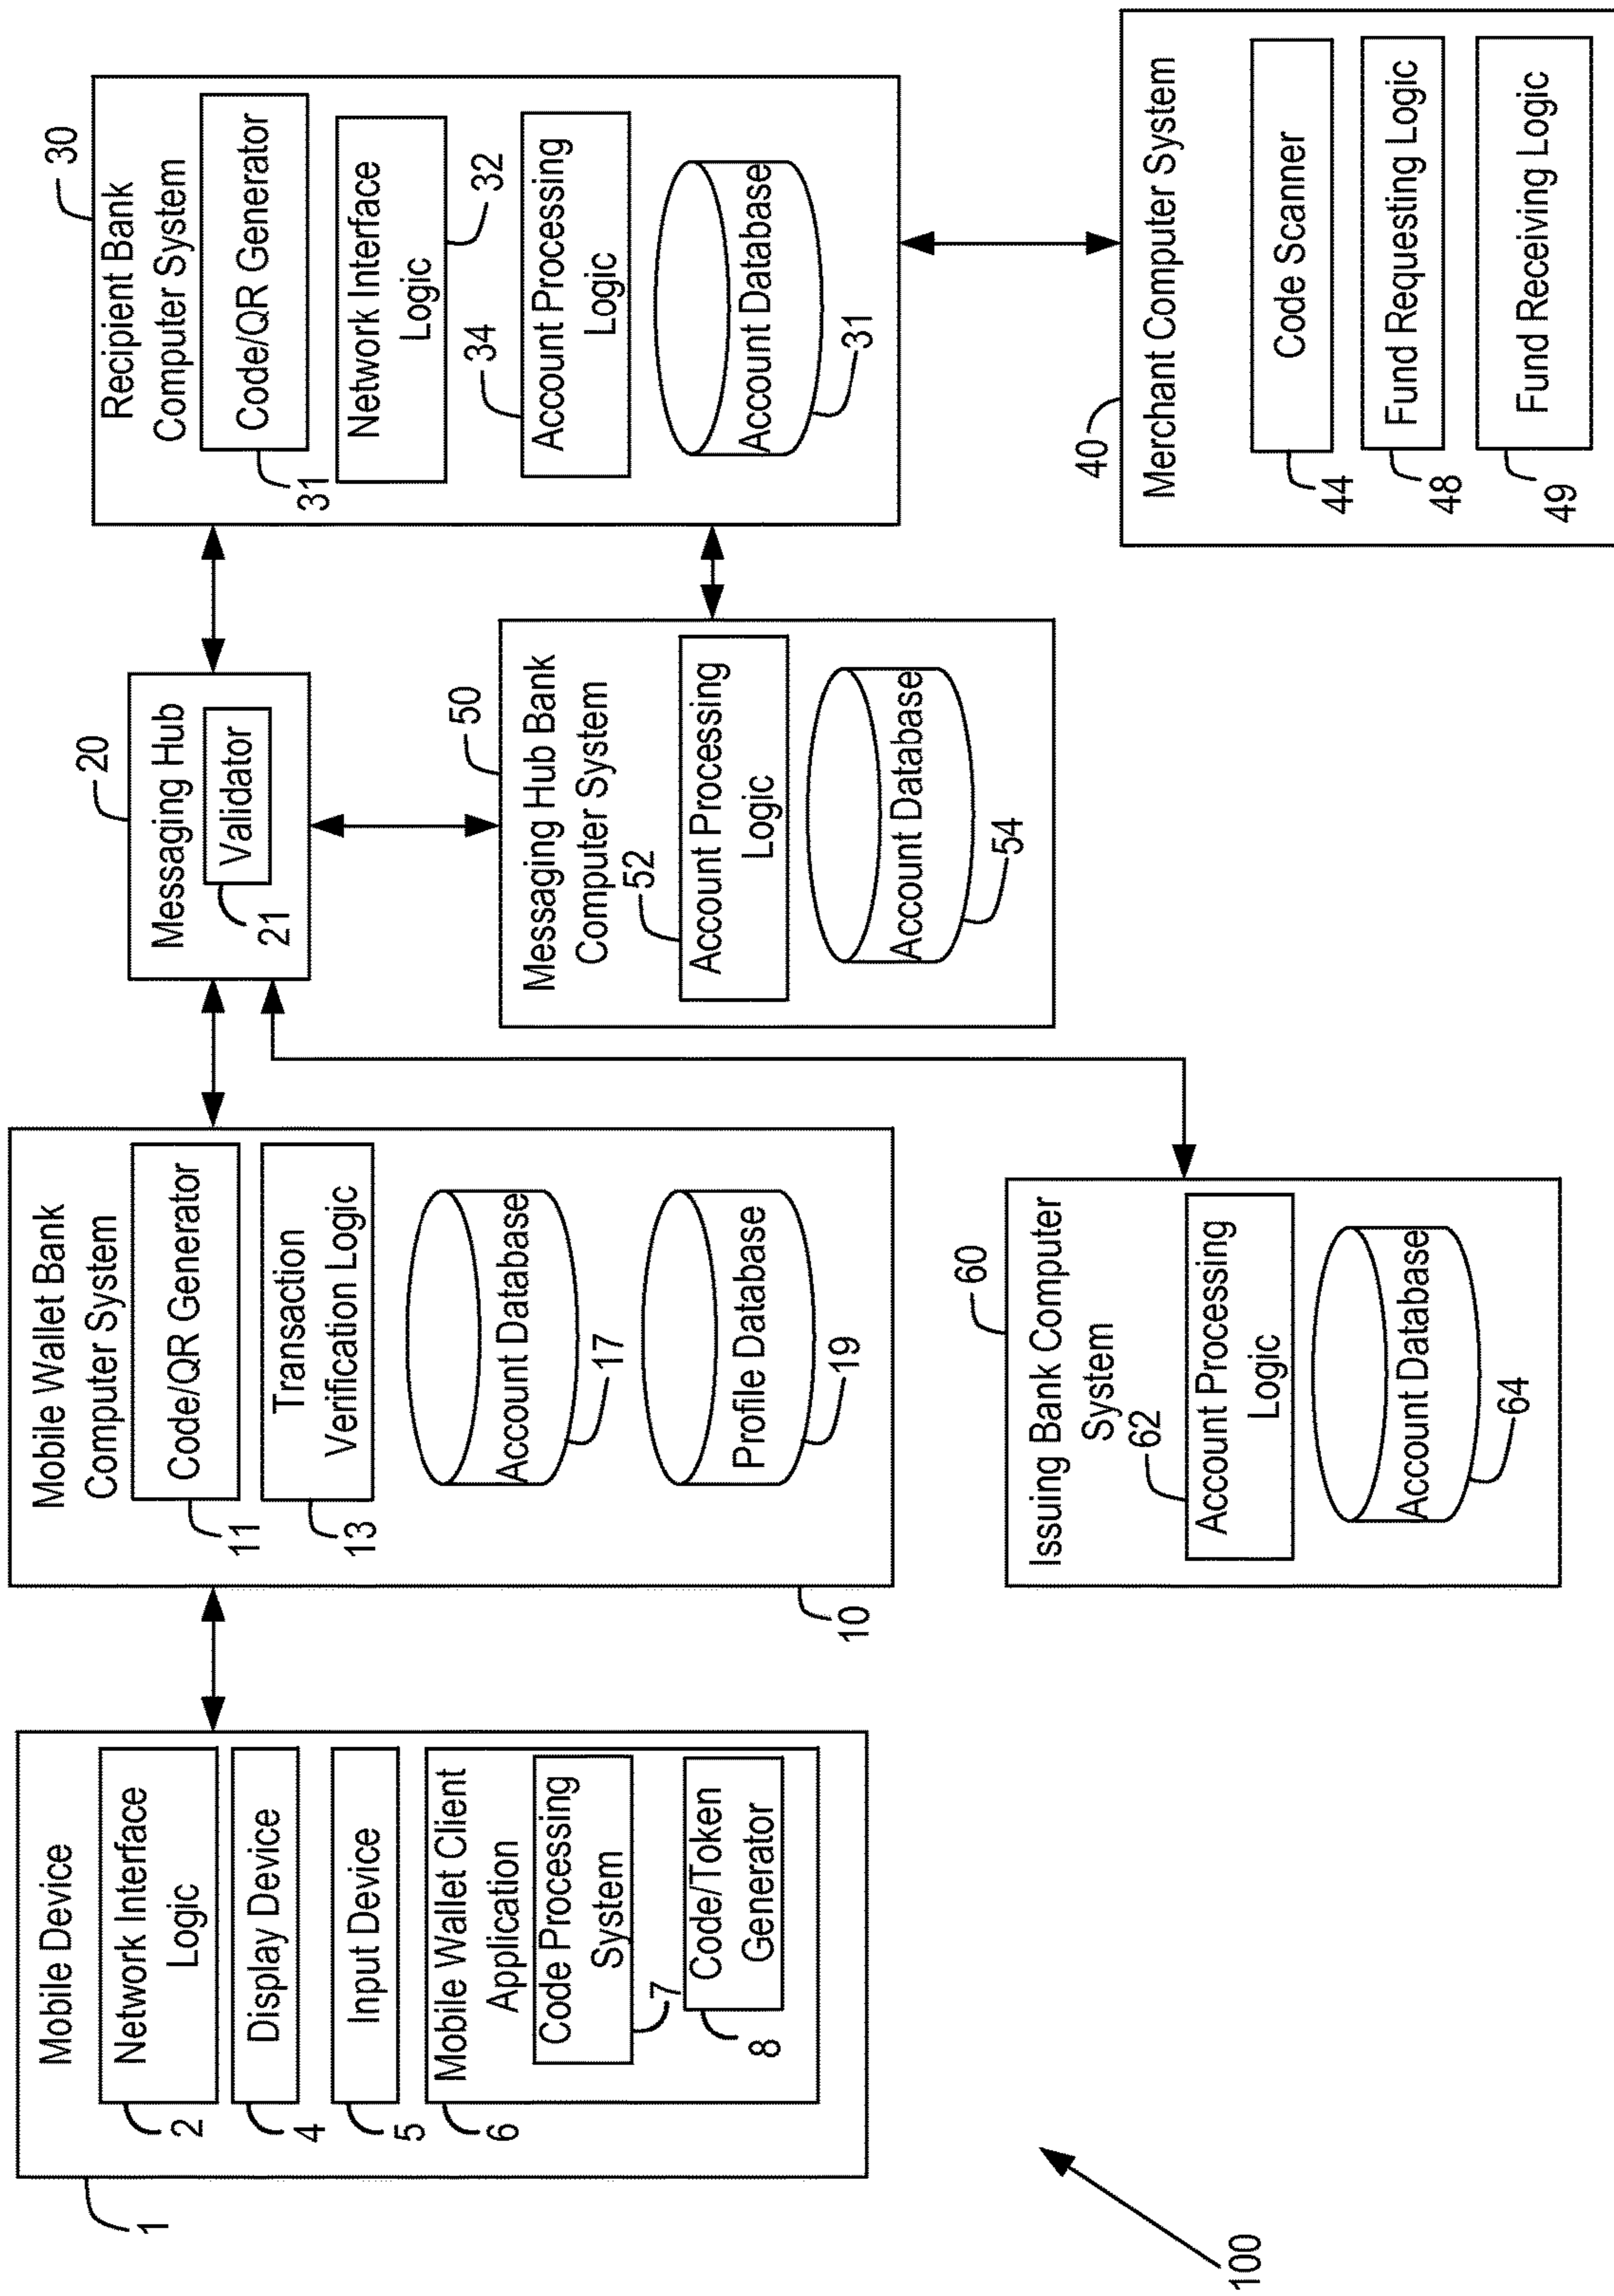 Mobile Device
Network Interface
Logic
2
Display Device
4
Input Device
5
Mobile Wallet Client
Application
6
Code Processing
System
7
Code/Token
Generator
8
1
Mobile Wallet Bank
Computer System
Code/QR Generator
11
Transaction
Verification Logic
13
Account Database
17
Profile Database
19
10
20
Messaging Hub
Validator
21
30
Recipient Bank
Computer System
Code/QR Generator
31
Network Interface
Logic
32
34
Account Processing
Logic
Account Database
31
50
Messaging Hub Bank
Computer System
52
Account Processing
Logic
Account Database
54
60
Issuing Bank Computer
System
62
Account Processing
Logic
Account Database
64
40
Merchant Computer System
Code Scanner
44
Fund Requesting Logic
48
Fund Receiving Logic
49
100